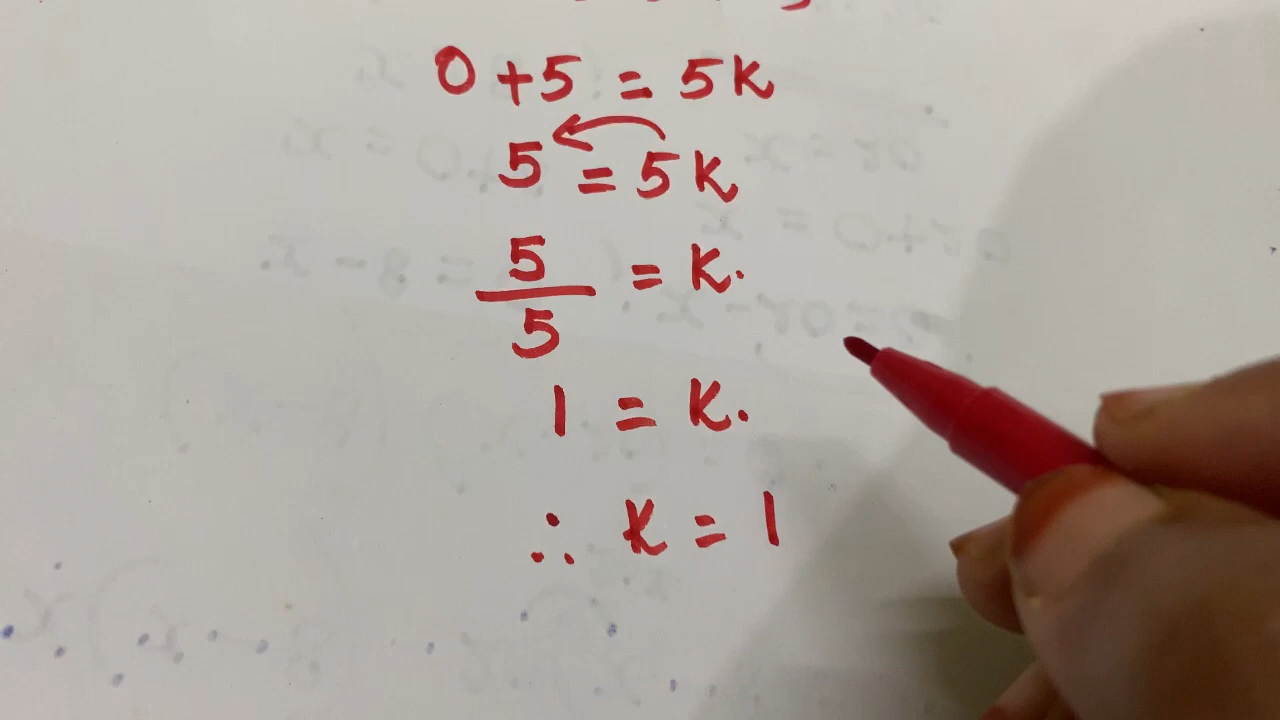 0 + 5 = 5K
5 = 5K
5/5 = K.
1 = K.
∴ K = 1